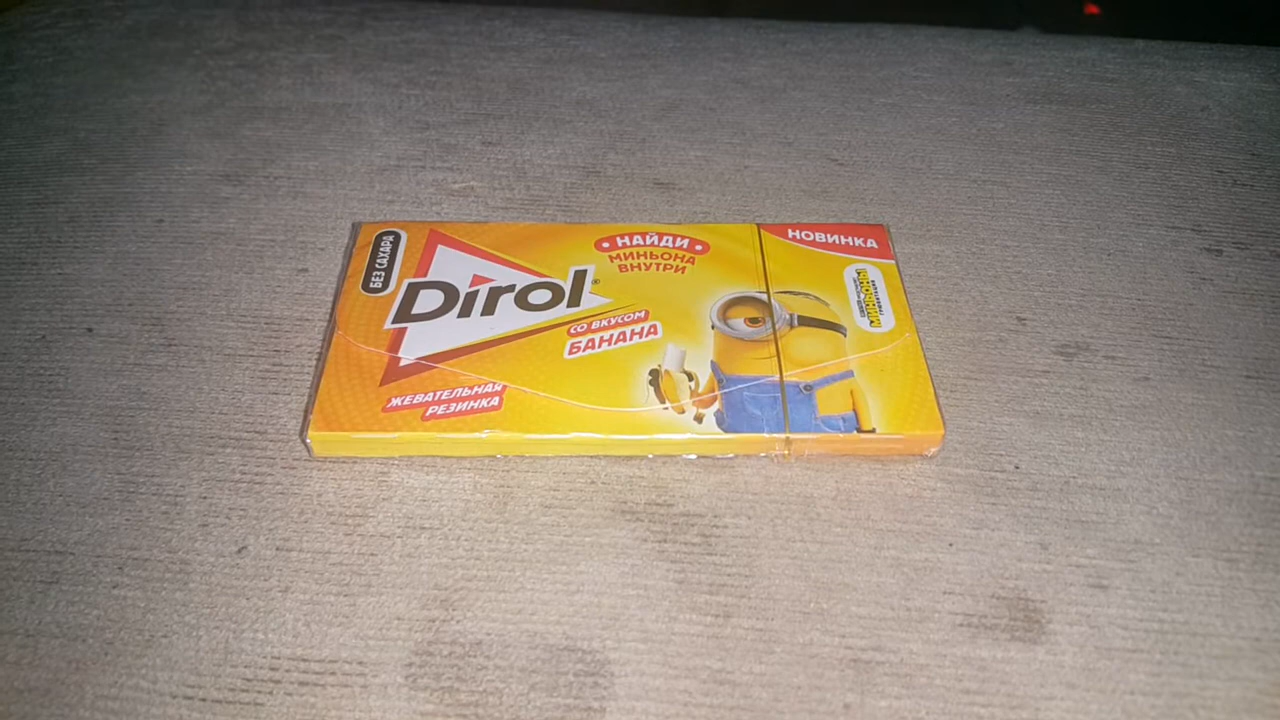 БЕЗ САХАРА
Dirol
НАЙДИ
МИНЬОНА
ВНУТРИ
НОВИНКА
СО ВКУСОМ
БАНАНА
МИНЬОНЫ
ЖЕВАТЕЛЬНАЯ
РЕЗИНКА